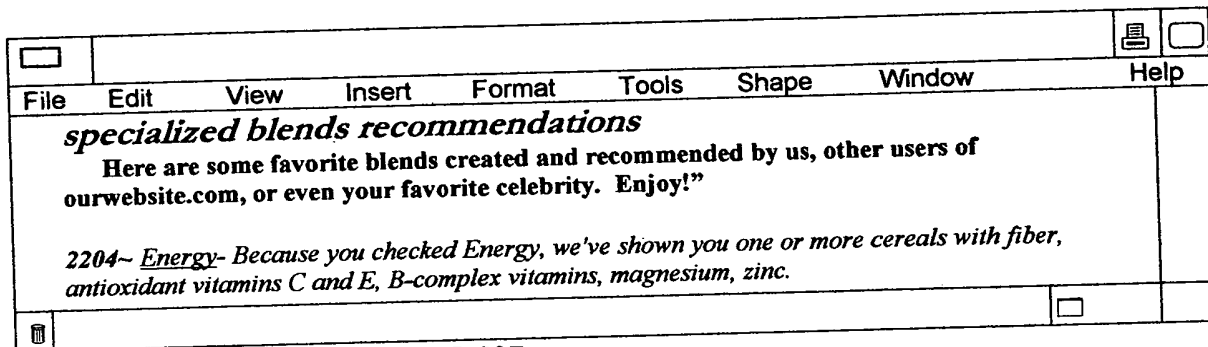 File Edit View Insert Format Tools Shape Window Help
specialized blends recommendations
Here are some favorite blends created and recommended by us, other users of
ourwebsite.com, or even your favorite celebrity. Enjoy!”
2204~ Energy- Because you checked Energy, we've shown you one or more cereals with fiber,
antioxidant vitamins C and E, B-complex vitamins, magnesium, zinc.